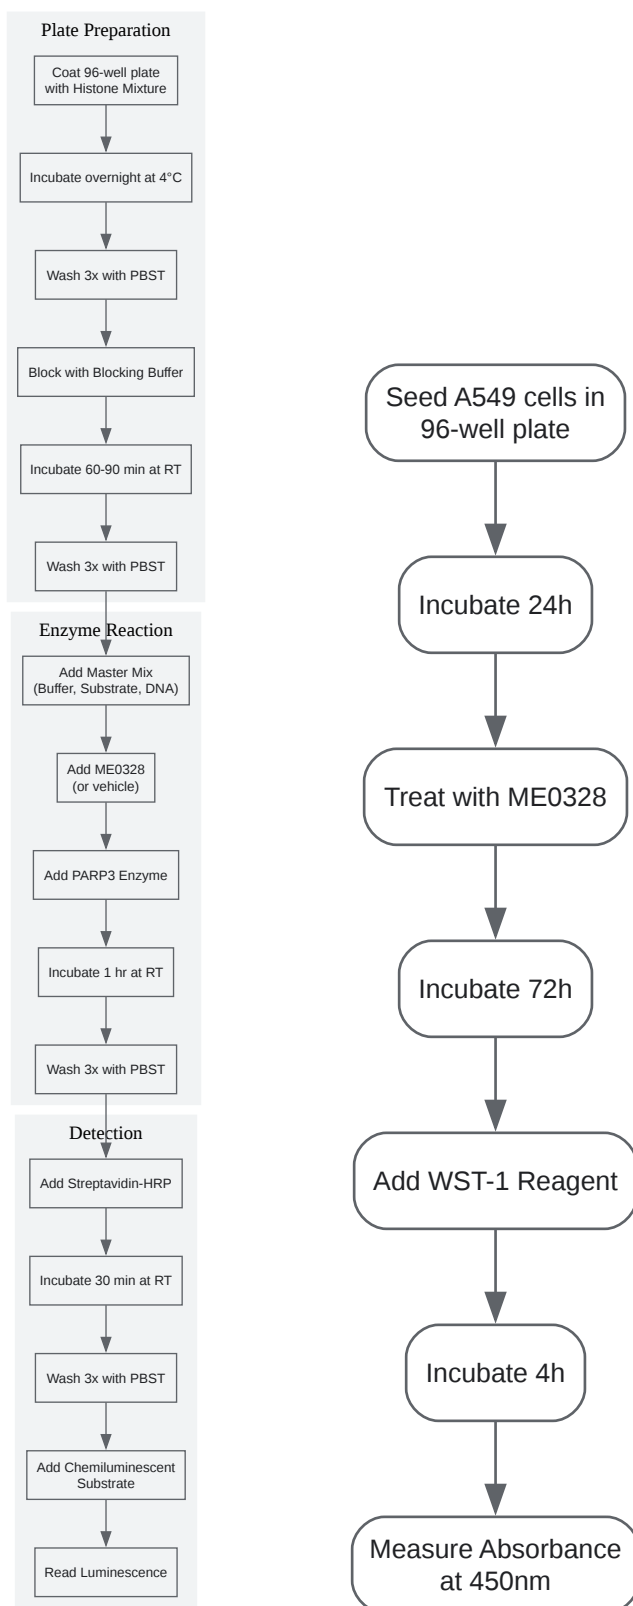 Plate Preparation
Coat 96-well plate
with Histone Mixture
Incubate overnight at 4°C
Wash 3x with PBST
Block with Blocking Buffer
Incubate 60-90 min at RT
Wash 3x with PBST
Enzyme Reaction
Add Master Mix
(Buffer, Substrate, DNA)
Add ME0328
(or vehicle)
Add PARP3 Enzyme
Incubate 1 hr at RT
Wash 3x with PBST
Detection
Add Streptavidin-HRP
Incubate 30 min at RT
Wash 3x with PBST
Add Chemiluminescent
Substrate
Read Luminescence
Seed A549 cells in
96-well plate
Incubate 24h
Treat with ME0328
Incubate 72h
Add WST-1 Reagent
Incubate 4h
Measure Absorbance
at 450nm